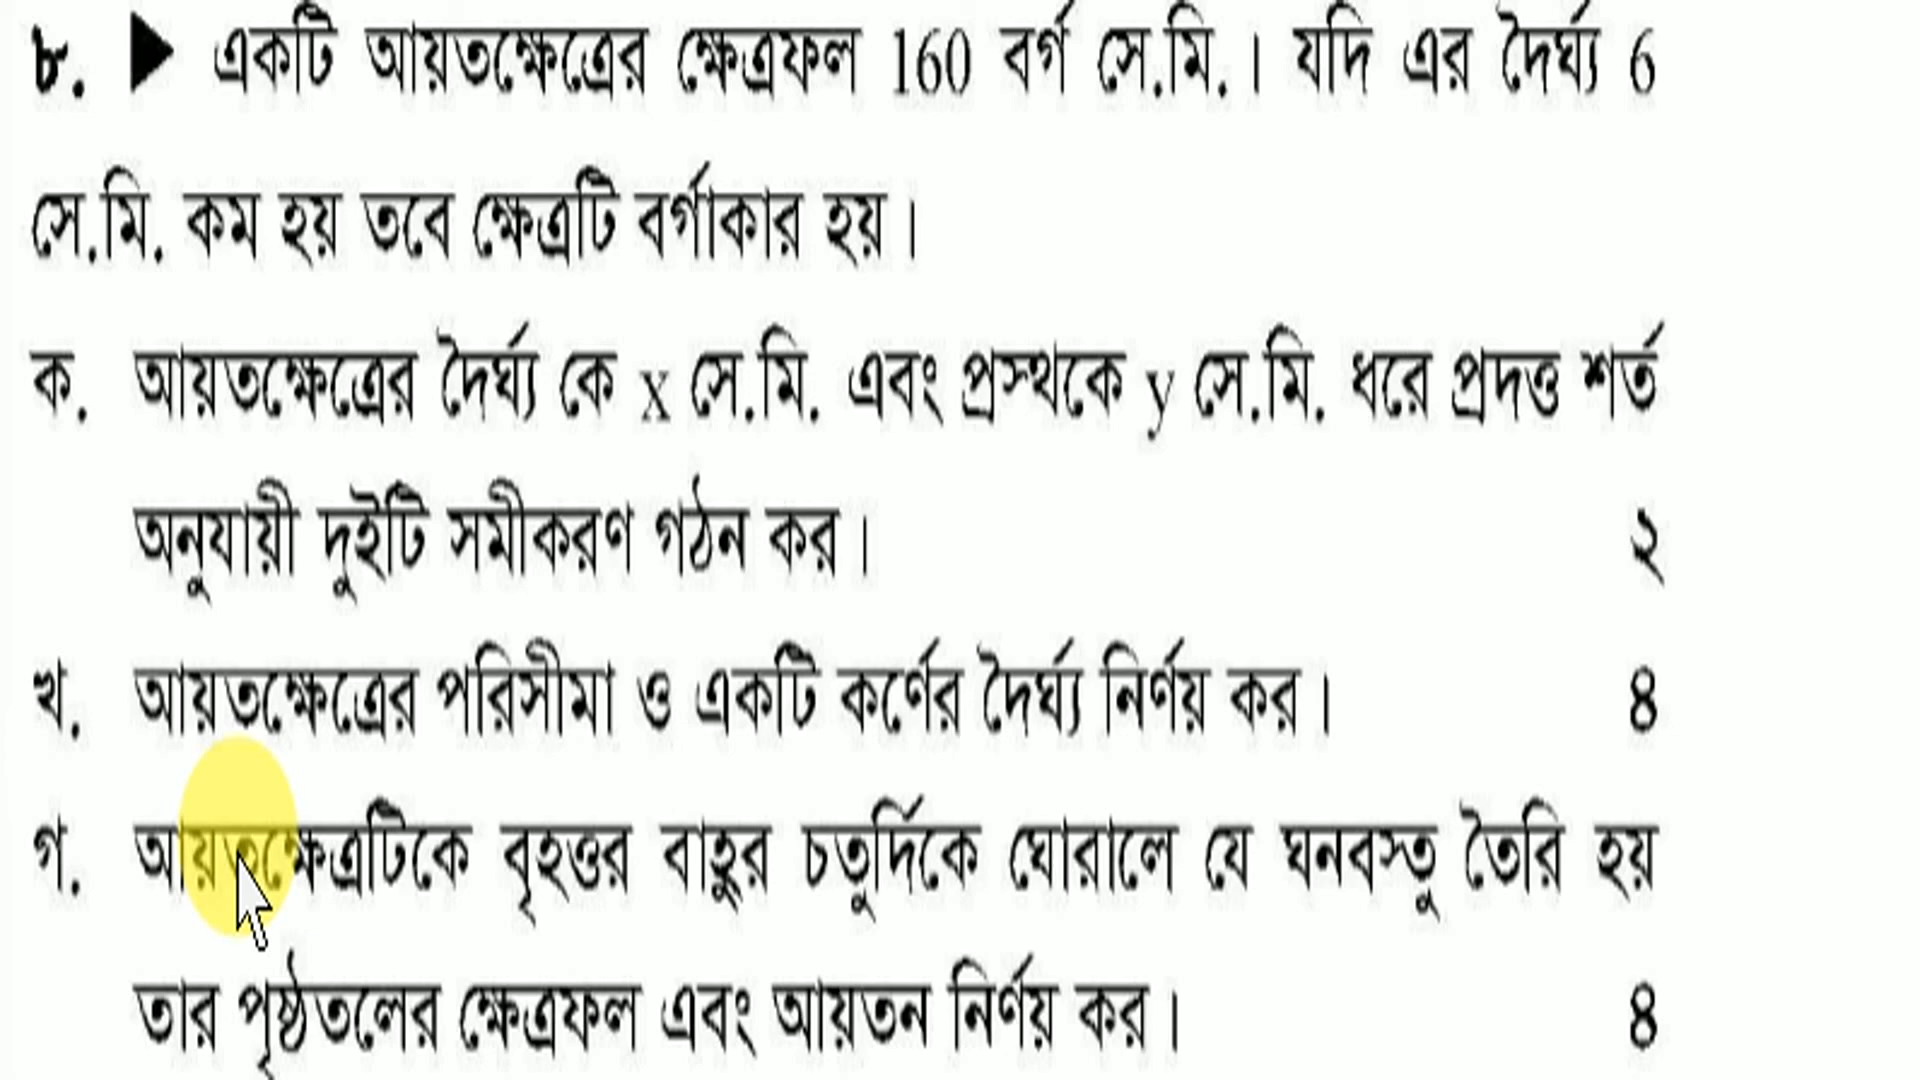 ৮. ▶ একটি আয়তক্ষেত্রের ক্ষেত্রফল 160 বর্গ সে.মি.। যদি এর দৈর্ঘ্য 6
সে.মি. কম হয় তবে ক্ষেত্রটি বর্গাকার হয়।
ক. আয়তক্ষেত্রের দৈর্ঘ্য কে x সে.মি. এবং প্রস্থকে y সে.মি. ধরে প্রদত্ত শর্ত
অনুযায়ী দুইটি সমীকরণ গঠন কর। ২
খ. আয়তক্ষেত্রের পরিসীমা ও একটি কর্ণের দৈর্ঘ্য নির্ণয় কর। ৪
গ. আয়তক্ষেত্রটিকে বৃহত্তর বাহুর চতুর্দিকে ঘোরালে যে ঘনবস্তু তৈরি হয়
তার পৃষ্ঠতলের ক্ষেত্রফল এবং আয়তন নির্ণয় কর। ৪